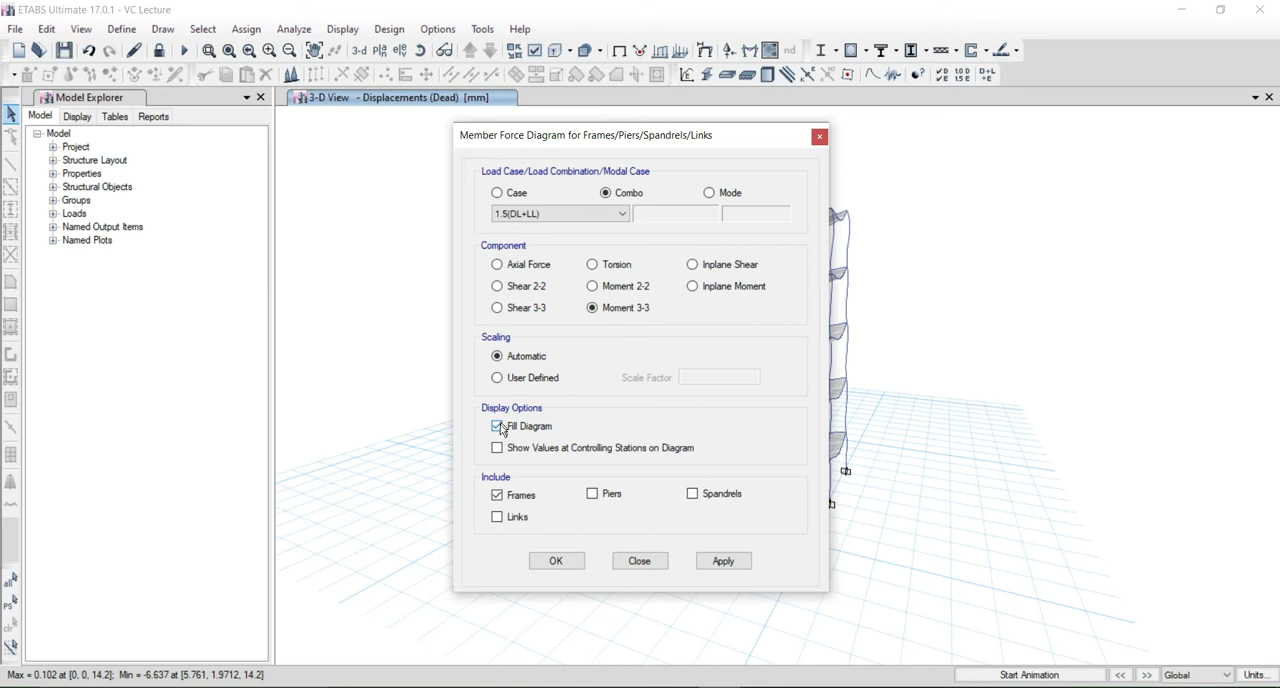 ETABS Ultimate 17.0.1 - VC Lecture
File Edit View Define Draw Select Assign Analyze Display Design Options Tools Help
3-d nd
Model Explorer
3-D View - Displacements (Dead) [mm]
Model Display Tables Reports
Model
Project
Structure Layout
Properties
Structural Objects
Groups
Loads
Named Output Items
Named Plots
Member Force Diagram for Frames/Piers/Spandrels/Links
Load Case/Load Combination/Modal Case
Case Combo Mode
1.5(DL+LL)
Component
Axial Force Torsion Inplane Shear
Shear 2-2 Moment 2-2 Inplane Moment
Shear 3-3 Moment 3-3
Scaling
Automatic
User Defined Scale Factor
Display Options
Fill Diagram
Show Values at Controlling Stations on Diagram
Include
Frames Piers Spandrels
Links
OK Close Apply
all
PS
clr
Max = 0.102 at [0, 0, 14.2]; Min = -6.637 at [5.761, 1.9712, 14.2] Start Animation << >> Global Units...